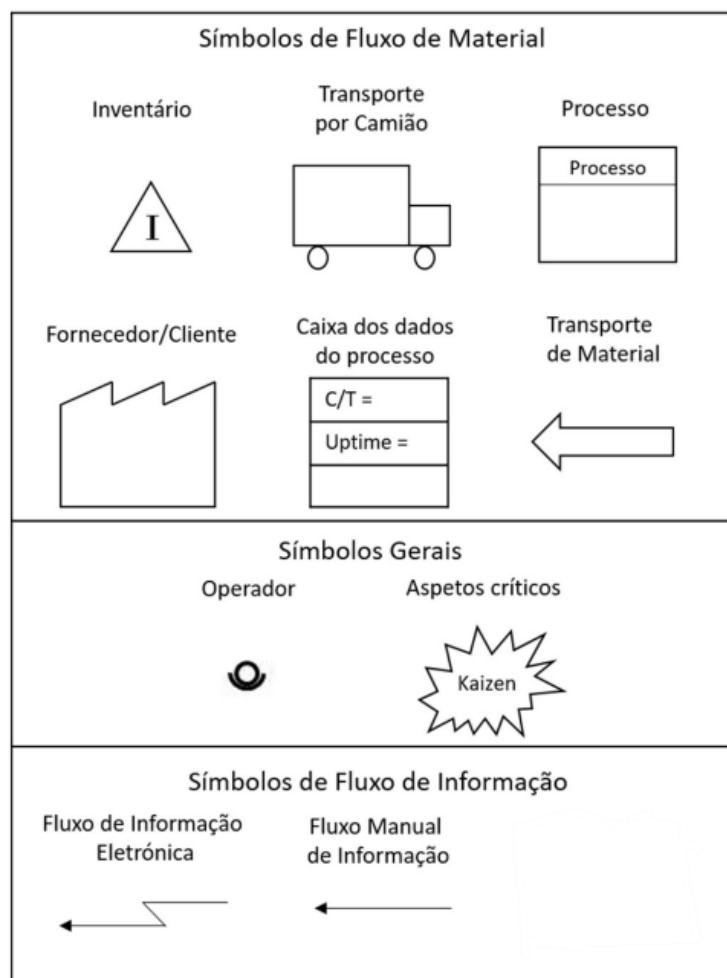 Símbolos de Fluxo de Material
Inventário
Transporte
por Camião
Processo
I
Processo
Fornecedor/Cliente
Caixa dos dados
do processo
Transporte
de Material
C/T =
Uptime =
Símbolos Gerais
Operador
Aspetos críticos
Kaizen
Símbolos de Fluxo de Informação
Fluxo de Informação
Eletrónica
Fluxo Manual
de Informação